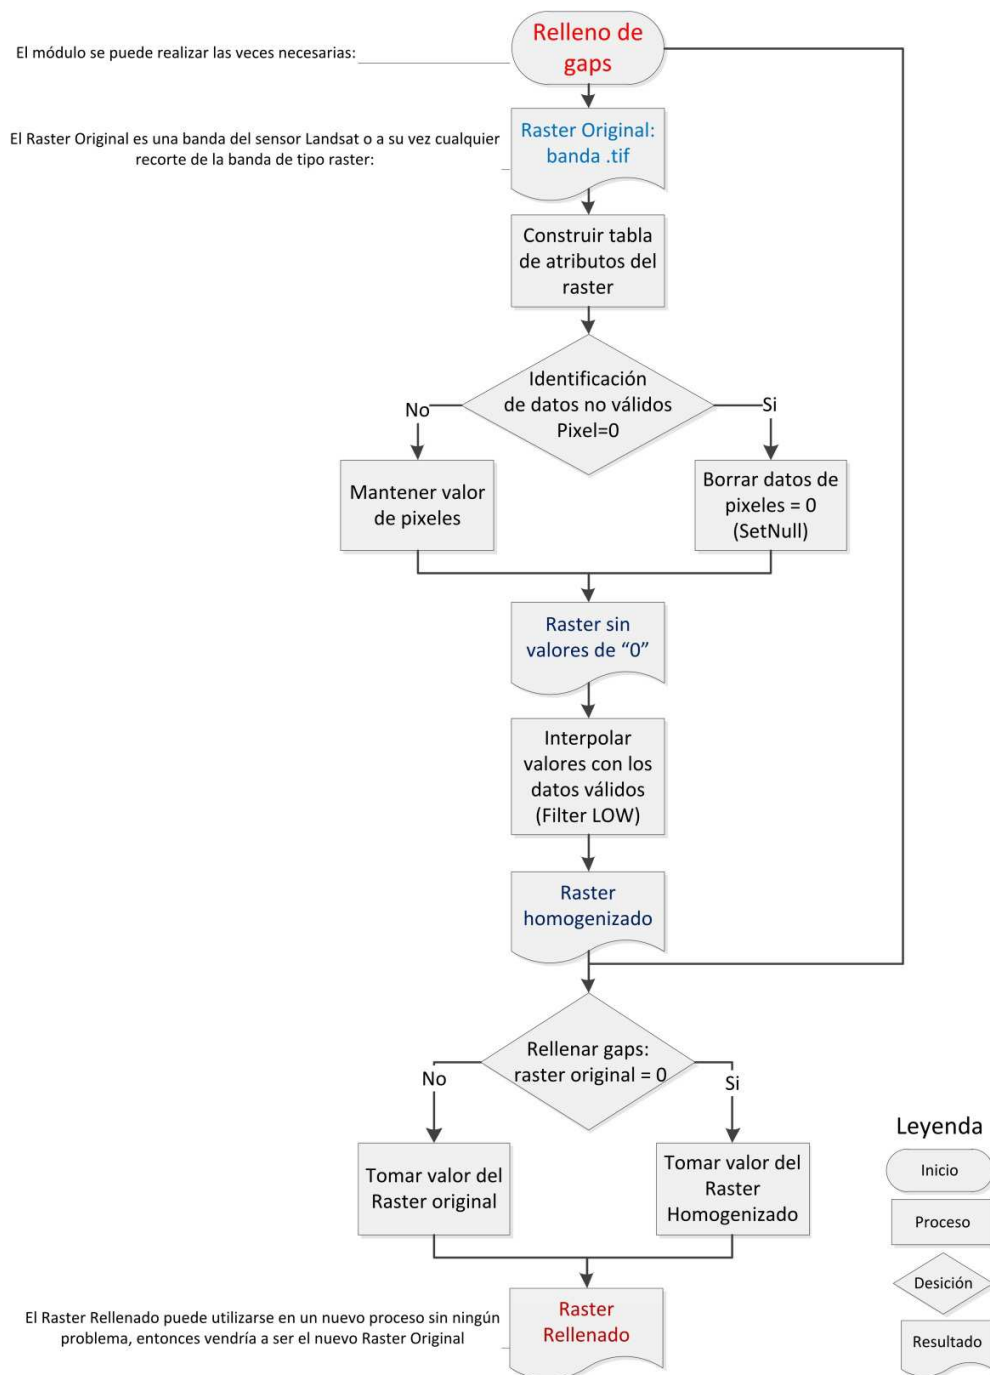 El módulo se puede realizar las veces necesarias:
Relleno de
gaps
El Raster Original es una banda del sensor Landsat o a su vez cualquier
recorte de la banda de tipo raster:
Raster Original:
banda .tif
Construir tabla
de atributos del
raster
Identificación
de datos no válidos
Pixel=0
No
Si
Mantener valor
de pixeles
Borrar datos de
pixeles = 0
(SetNull)
Raster sin
valores de “0”
Interpolar
valores con los
datos válidos
(Filter LOW)
Raster
homogenizado
Rellenar gaps:
raster original = 0
No
Si
Tomar valor del
Raster original
Tomar valor del
Raster
Homogenizado
El Raster Rellenado puede utilizarse en un nuevo proceso sin ningún
problema, entonces vendría a ser el nuevo Raster Original
Raster
Rellenado
Leyenda
Inicio
Proceso
Desición
Resultado